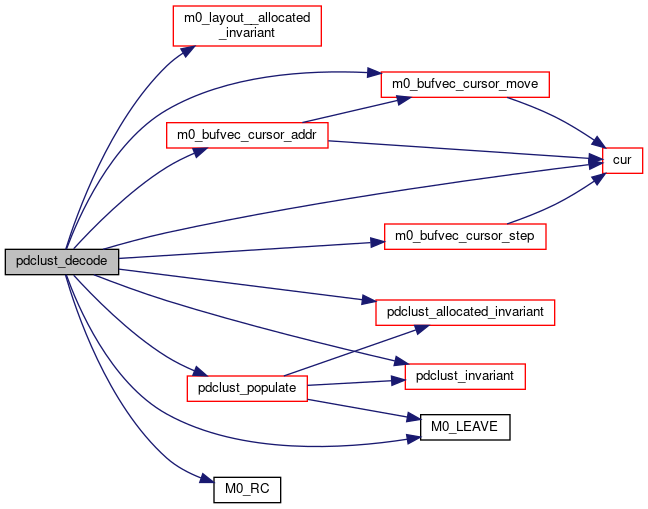 m0_layout__allocated
_invariant
m0_bufvec_cursor_move
m0_bufvec_cursor_addr
cur
m0_bufvec_cursor_step
pdclust_decode
pdclust_allocated_invariant
pdclust_invariant
pdclust_populate
M0_LEAVE
M0_RC